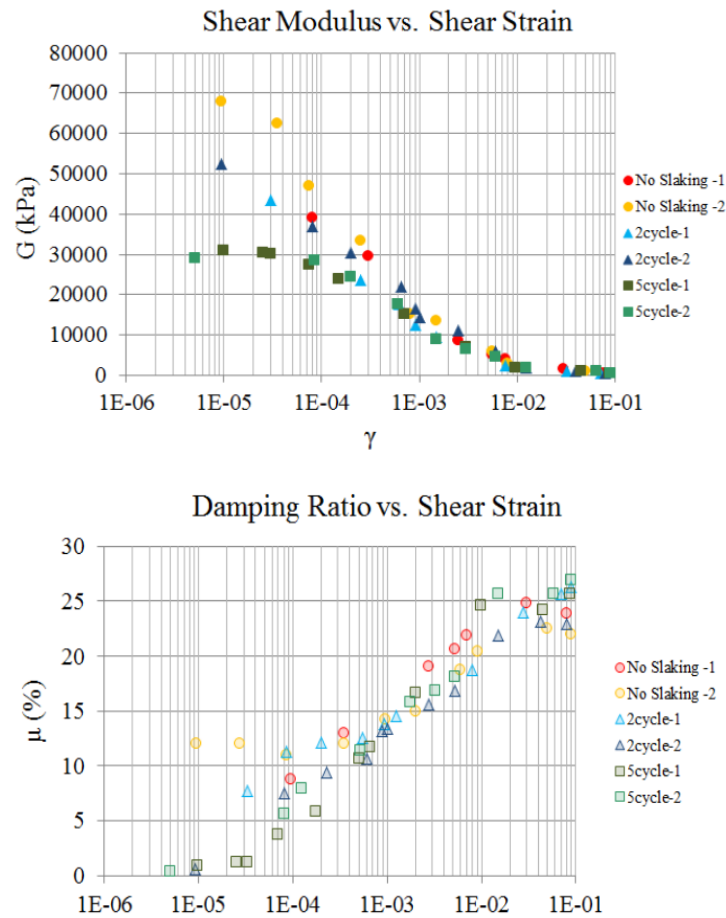 Shear Modulus vs. Shear Strain
80000
70000
60000
50000
40000
30000
20000
10000
0
G (kPa)
1E-06 1E-05 1E-04 1E-03 1E-02 1E-01
γ
No Slaking -1
No Slaking -2
2cycle-1
2cycle-2
5cycle-1
5cycle-2
Damping Ratio vs. Shear Strain
30
25
20
15
10
5
0
μ (%)
1E-06 1E-05 1E-04 1E-03 1E-02 1E-01
No Slaking -1
No Slaking -2
2cycle-1
2cycle-2
5cycle-1
5cycle-2